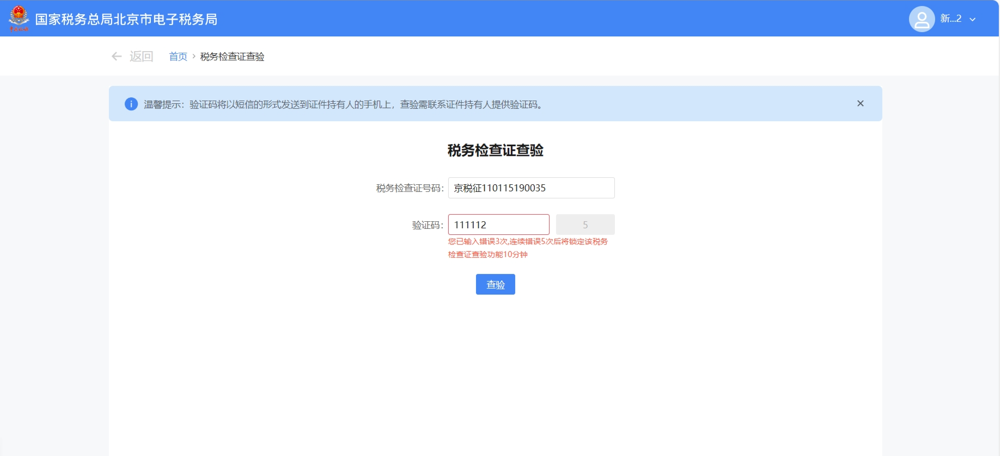 国家税务总局北京市电子税务局
新...2
返回 首页 > 税务检查证查验
温馨提示：验证码将以短信的形式发送到证件持有人的手机上，查验需联系证件持有人提供验证码。
税务检查证查验
税务检查证号码： 京税征110115190035
验证码： 111112 5
您已输入错误3次,连续错误5次后将锁定该税务
检查证查验功能10分钟
查验